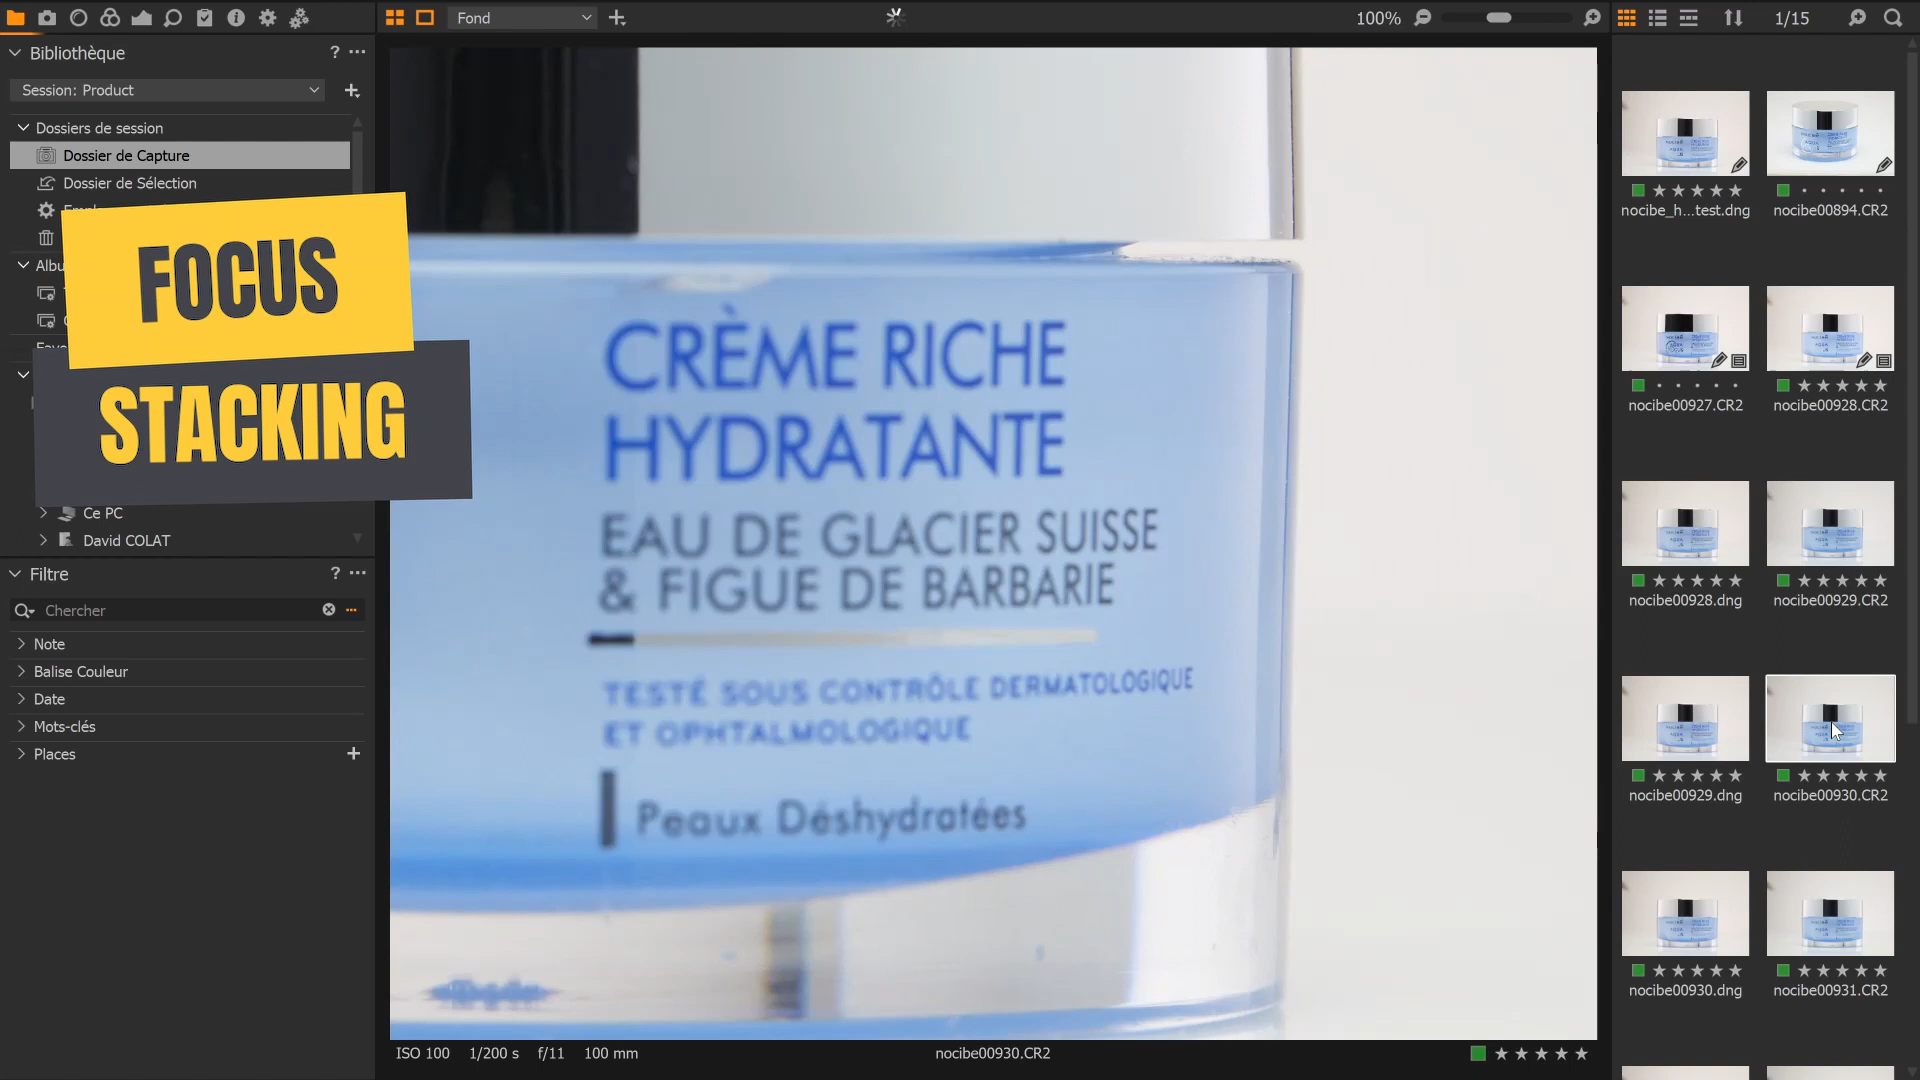 Fond
100%
1/15
Bibliothèque
?
Session: Product
Dossiers de session
Dossier de Capture
Dossier de Sélection
FOCUS
STACKING
Ce PC
David COLAT
Filtre
?
Chercher
Note
Balise Couleur
Date
Mots-clés
Places
CRÈME RICHE
HYDRATANTE
EAU DE GLACIER SUISSE
& FIGUE DE BARBARIE
TESTÉ SOUS CONTRÔLE DERMATOLOGIQUE
ET OPHTALMOLOGIQUE
Peaux Déshydratées
ISO 100 1/200 s f/11 100 mm
nocibe00930.CR2
nocibe_h...test.dng
nocibe00894.CR2
nocibe00927.CR2
nocibe00928.CR2
nocibe00928.dng
nocibe00929.CR2
nocibe00929.dng
nocibe00930.CR2
nocibe00930.dng
nocibe00931.CR2